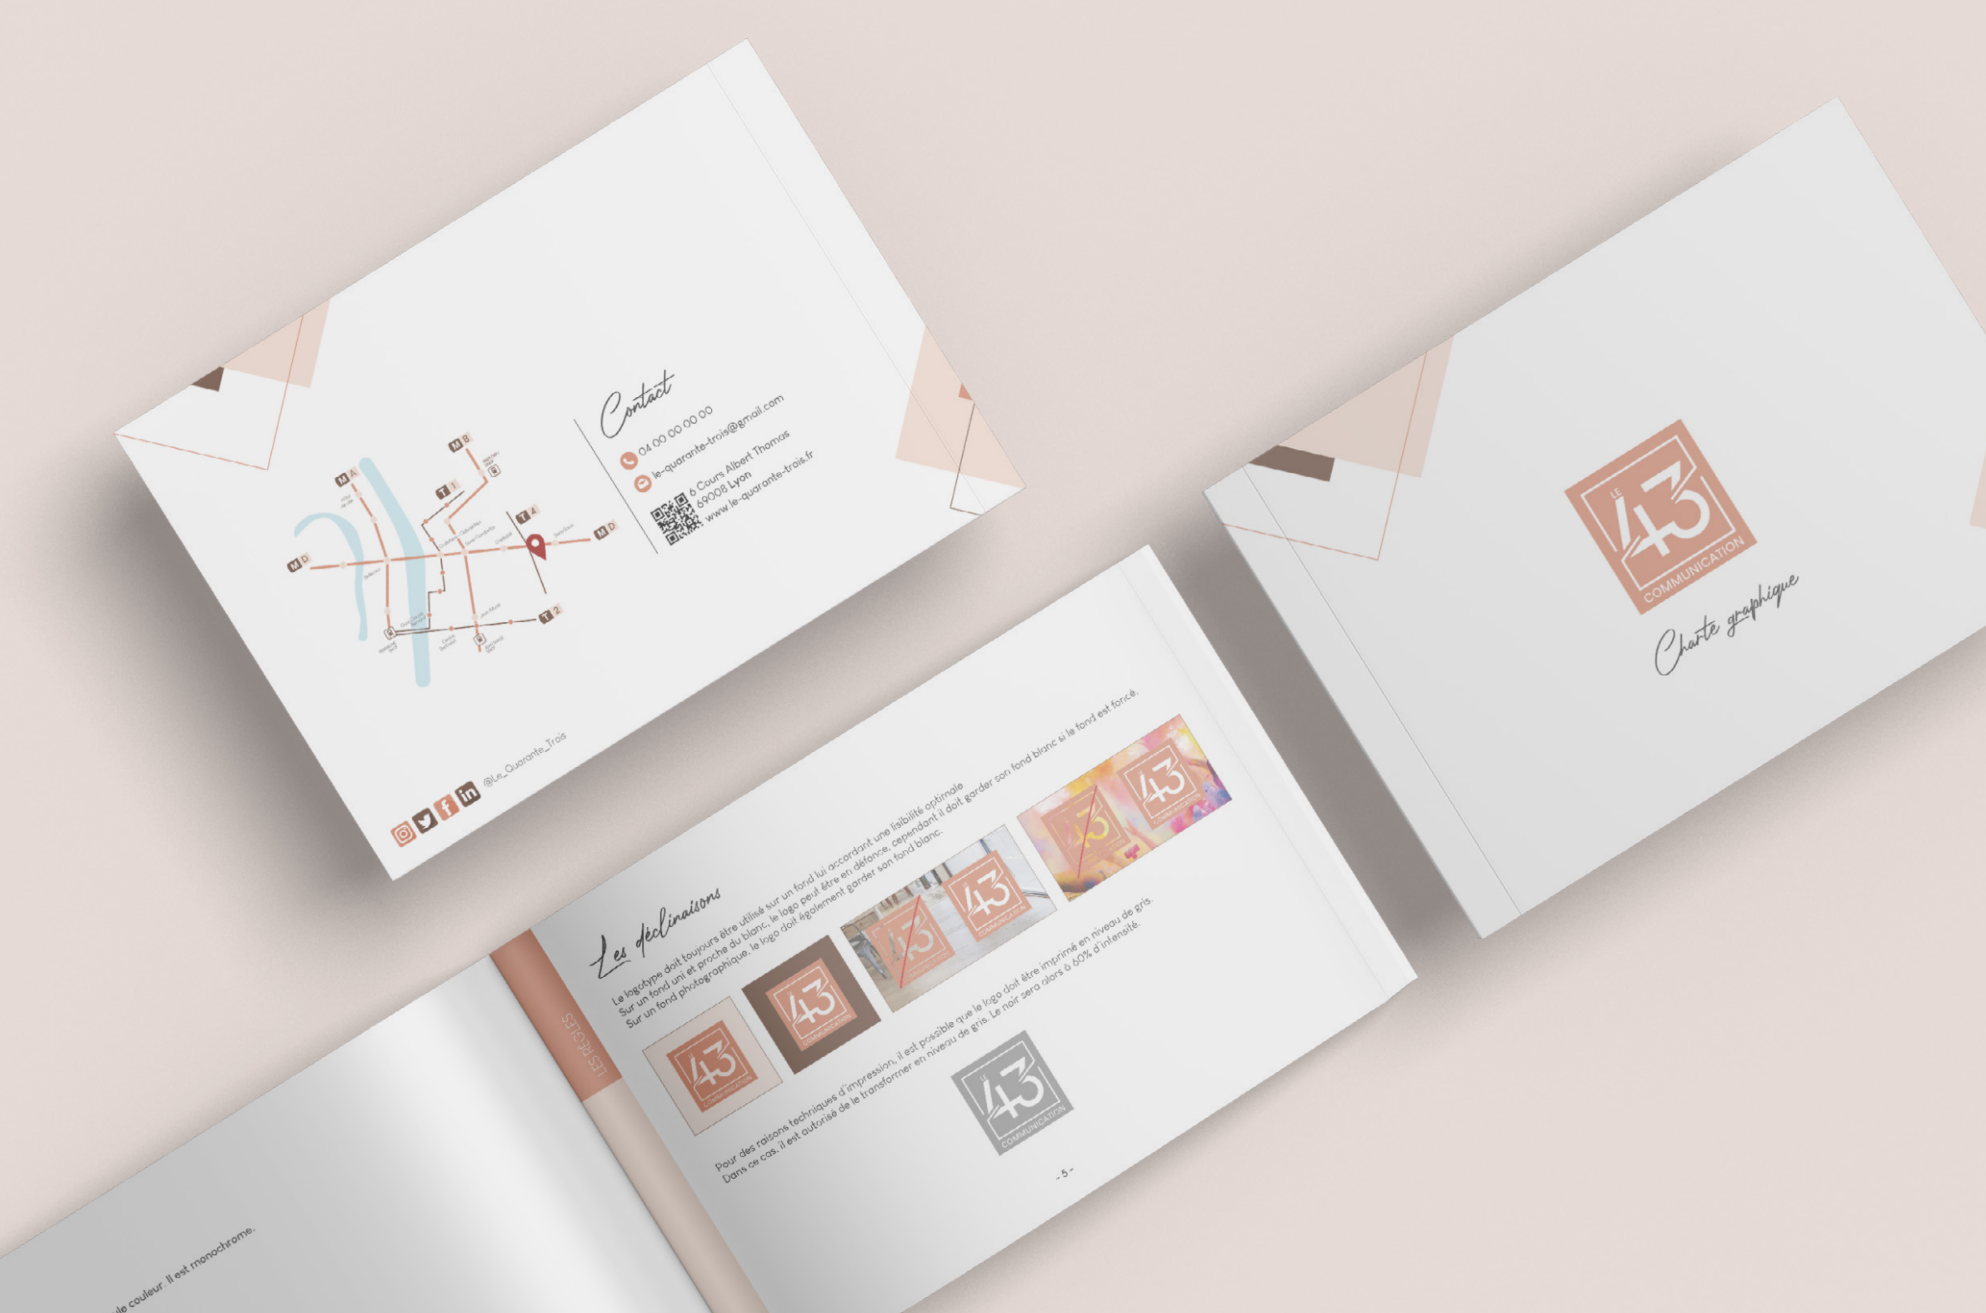 Contact
04 00 00 00 00
le-quarante-trois@gmail.com
6 Cours Albert Thomas
69008 Lyon
www.le-quarante-trois.fr
M A
M B
T 1
T 4
M D
M D
T 2
@Le_Quarante_Trois
LE
43
COMMUNICATION
Charte graphique
LES RÈGLES
Les déclinaisons
Le logotype doit toujours être utilisé sur un fond lui accordant une lisibilité optimale
Sur un fond uni et proche du blanc, le logo peut être en défonce, cependant il doit garder son fond blanc si le fond est foncé.
Sur un fond photographique, le logo doit également garder son fond blanc.
43
COMMUNICATION
43
COMMUNICATION
43
43
COMMUNICATION
43
43
COMMUNICATION
Pour des raisons techniques d'impression, il est possible que le logo doit être imprimé en niveau de gris.
Dans ce cas, il est autorisé de le transformer en niveau de gris. Le noir sera alors à 60% d'intensité.
LE
43
COMMUNICATION
- 5 -
couleur. Il est monochrome.